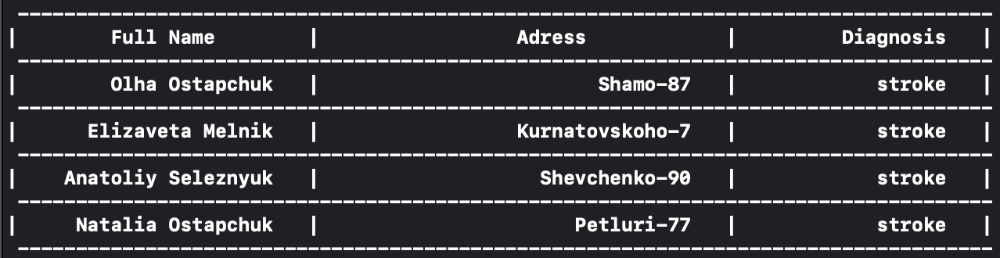 --------------------------------------------------------------------------------
| Full Name | Adress | Diagnosis |
--------------------------------------------------------------------------------
| Olha Ostapchuk | Shamo-87 | stroke |
--------------------------------------------------------------------------------
| Elizaveta Melnik | Kurnatovskoho-7 | stroke |
--------------------------------------------------------------------------------
| Anatoliy Seleznyuk | Shevchenko-90 | stroke |
--------------------------------------------------------------------------------
| Natalia Ostapchuk | Petluri-77 | stroke |
--------------------------------------------------------------------------------